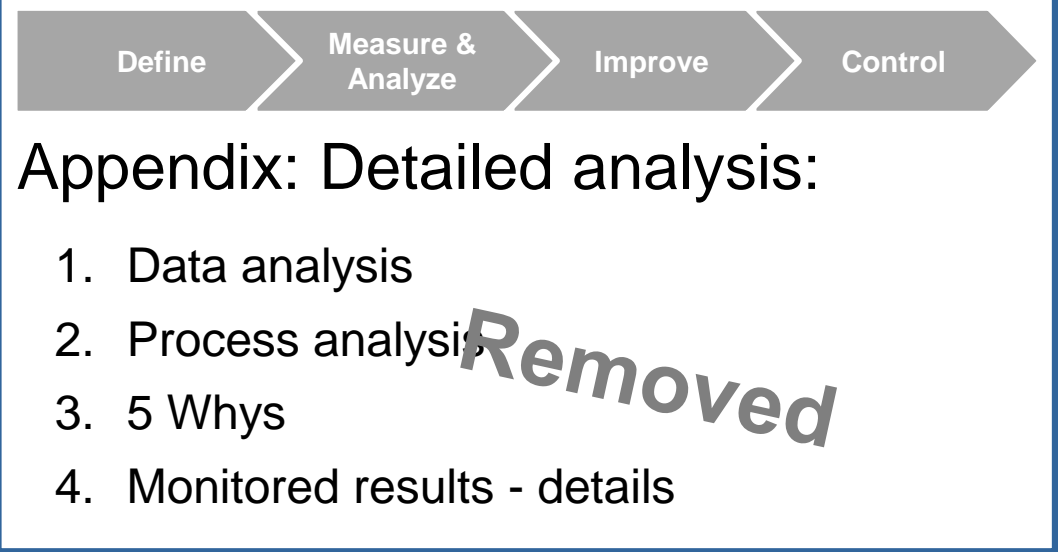 Define
Measure &
Analyze
Improve
Control
Appendix: Detailed analysis:
1. Data analysis
2. Process analysis
Removed
3. 5 Whys
4. Monitored results - details